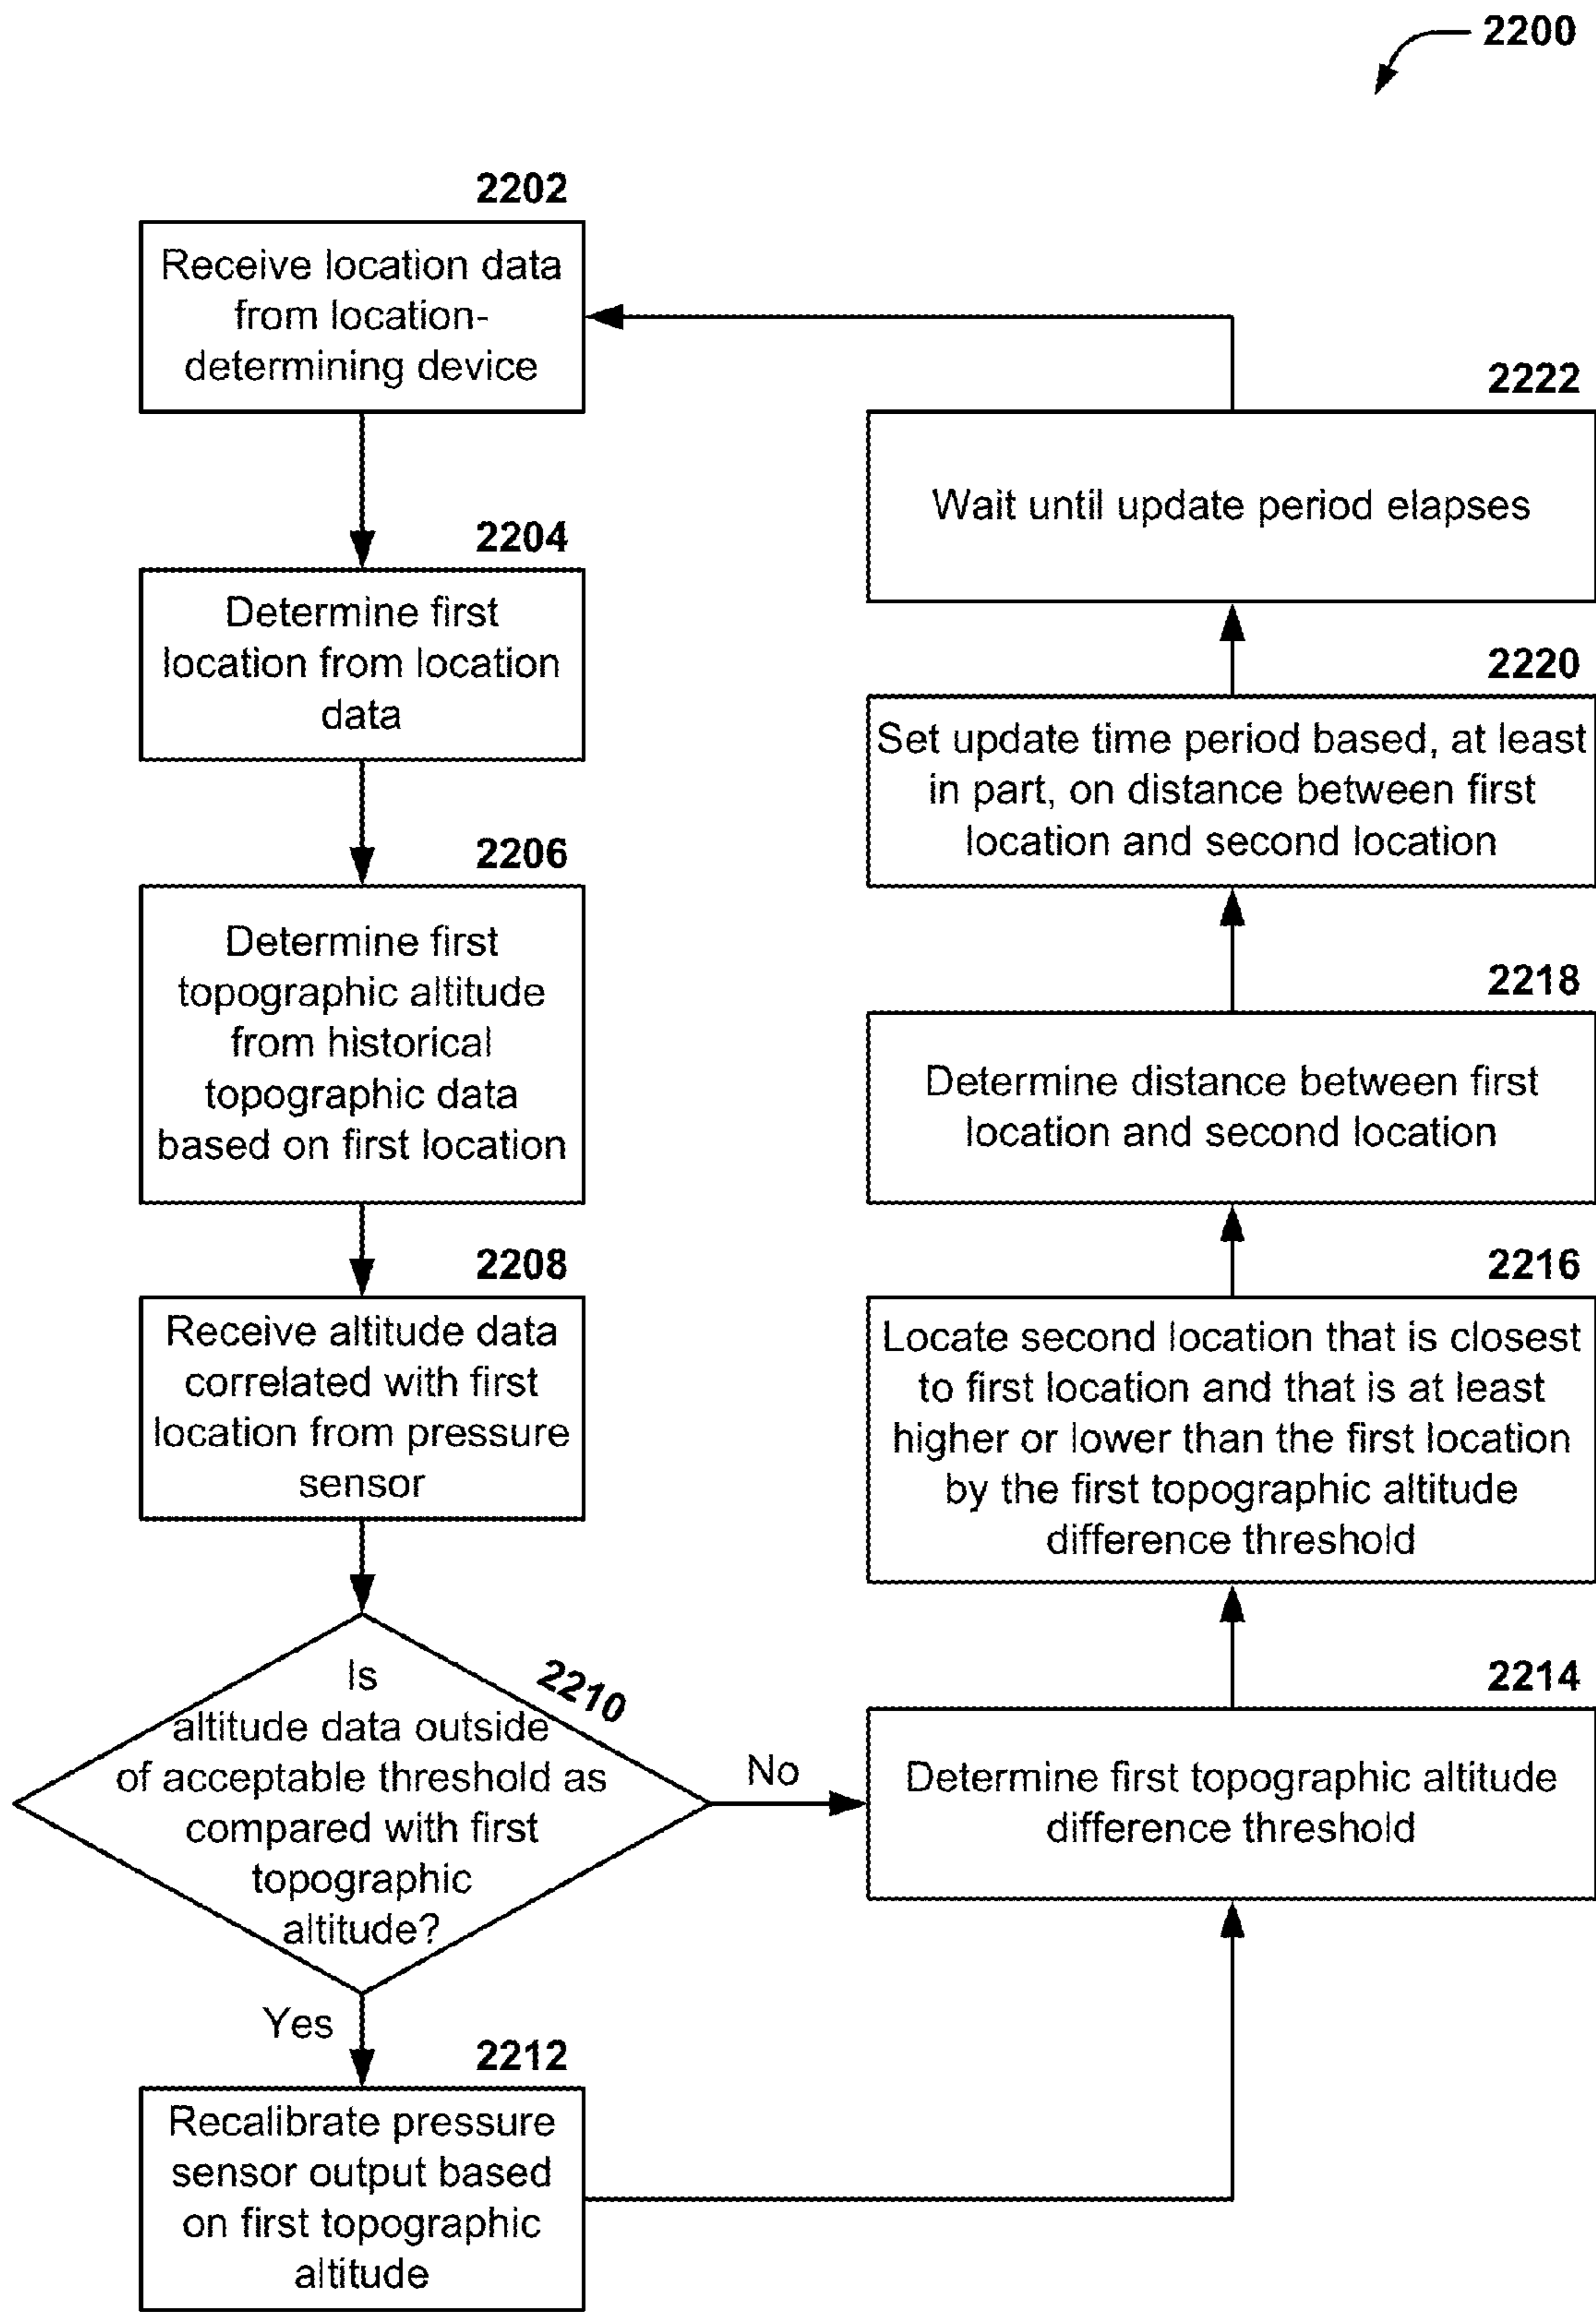 2200
2202
Receive location data
from location-
determining device
2204
Determine first
location from location
data
2206
Determine first
topographic altitude
from historical
topographic data
based on first location
2208
Receive altitude data
correlated with first
location from pressure
sensor
2210
Is
altitude data outside
of acceptable threshold as
compared with first
topographic
altitude?
No
Yes
2212
Recalibrate pressure
sensor output based
on first topographic
altitude
2214
Determine first topographic altitude
difference threshold
2216
Locate second location that is closest
to first location and that is at least
higher or lower than the first location
by the first topographic altitude
difference threshold
2218
Determine distance between first
location and second location
2220
Set update time period based, at least
in part, on distance between first
location and second location
2222
Wait until update period elapses